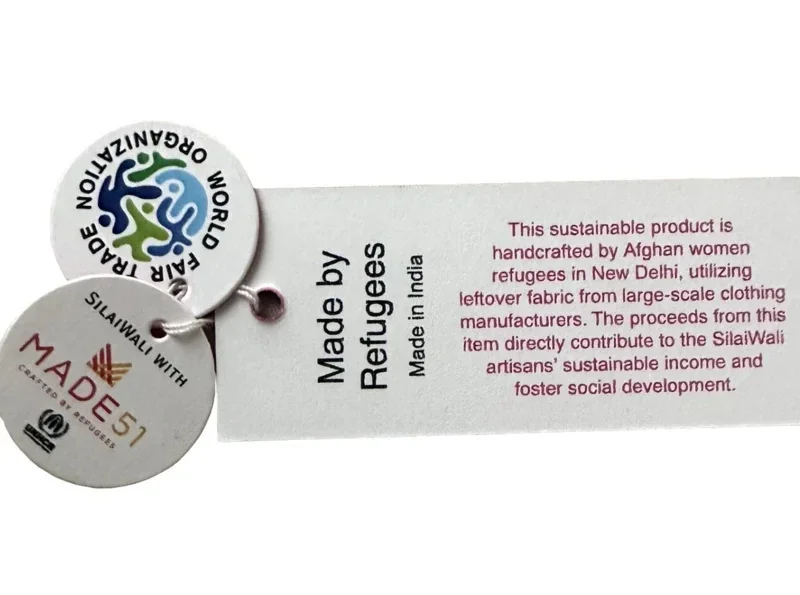 WORLD FAIR TRADE ORGANIZATION
SILAIWALI WITH
MADE51
CRAFTED BY REFUGEES
UNHCR
Made by
Refugees
Made in India
This sustainable product is
handcrafted by Afghan women
refugees in New Delhi, utilizing
leftover fabric from large-scale clothing
manufacturers. The proceeds from this
item directly contribute to the SilaiWali
artisans’ sustainable income and
foster social development.